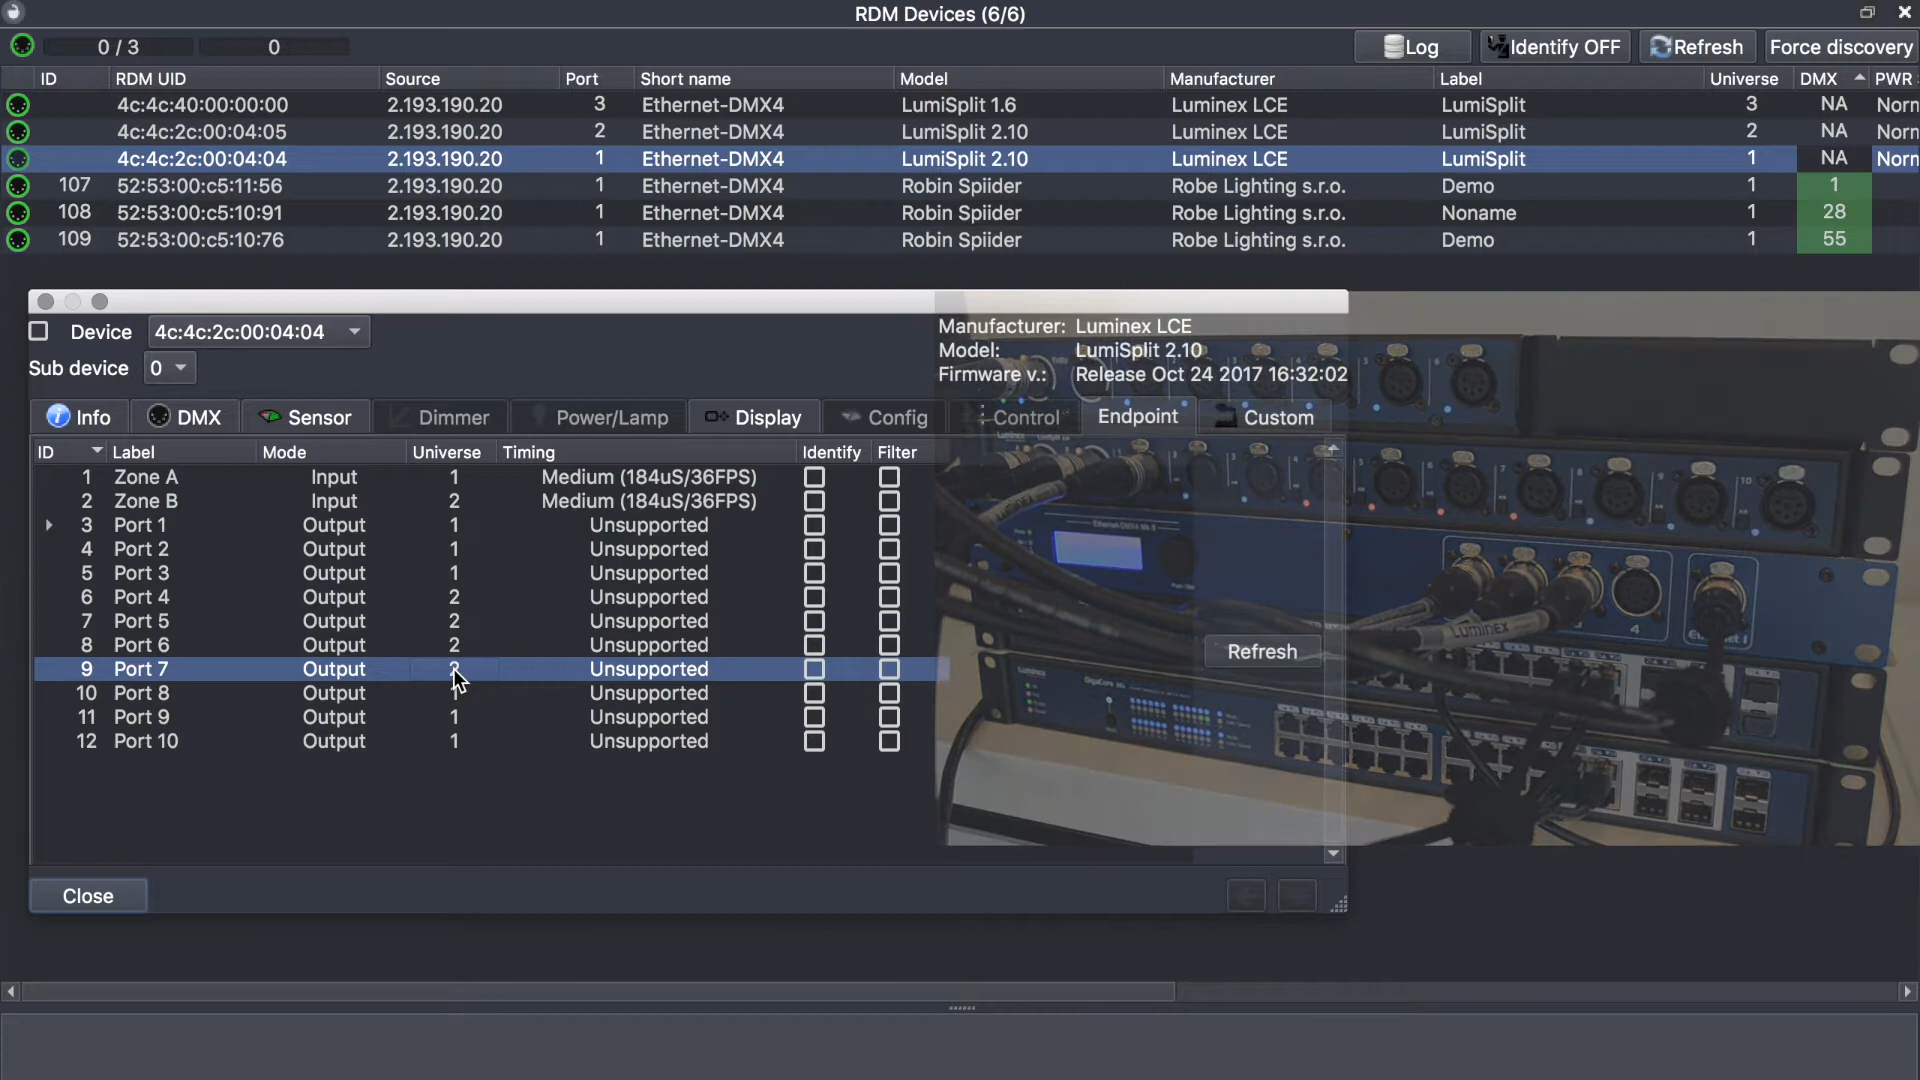 RDM Devices (6/6)
0 / 3 0 Log Identify OFF Refresh Force discovery
ID RDM UID Source Port Short name Model Manufacturer Label Universe DMX PWR
4c:4c:40:00:00:00 2.193.190.20 3 Ethernet-DMX4 LumiSplit 1.6 Luminex LCE LumiSplit 3 NA Norn
4c:4c:2c:00:04:05 2.193.190.20 2 Ethernet-DMX4 LumiSplit 2.10 Luminex LCE LumiSplit 2 NA Norn
4c:4c:2c:00:04:04 2.193.190.20 1 Ethernet-DMX4 LumiSplit 2.10 Luminex LCE LumiSplit 1 NA Norn
107 52:53:00:c5:11:56 2.193.190.20 1 Ethernet-DMX4 Robin Spiider Robe Lighting s.r.o. Demo 1 1
108 52:53:00:c5:10:91 2.193.190.20 1 Ethernet-DMX4 Robin Spiider Robe Lighting s.r.o. Noname 1 28
109 52:53:00:c5:10:76 2.193.190.20 1 Ethernet-DMX4 Robin Spiider Robe Lighting s.r.o. Demo 1 55
Device 4c:4c:2c:00:04:04
Sub device 0
Manufacturer: Luminex LCE
Model: LumiSplit 2.10
Firmware v.: Release Oct 24 2017 16:32:02
Info DMX Sensor Dimmer Power/Lamp Display Config Control Endpoint Custom
ID Label Mode Universe Timing Identify Filter
1 Zone A Input 1 Medium (184uS/36FPS)
2 Zone B Input 2 Medium (184uS/36FPS)
3 Port 1 Output 1 Unsupported
4 Port 2 Output 1 Unsupported
5 Port 3 Output 1 Unsupported
6 Port 4 Output 2 Unsupported
7 Port 5 Output 2 Unsupported
8 Port 6 Output 2 Unsupported
9 Port 7 Output Unsupported
10 Port 8 Output 1 Unsupported
11 Port 9 Output 1 Unsupported
12 Port 10 Output 1 Unsupported
Refresh
LUMINEX
Close